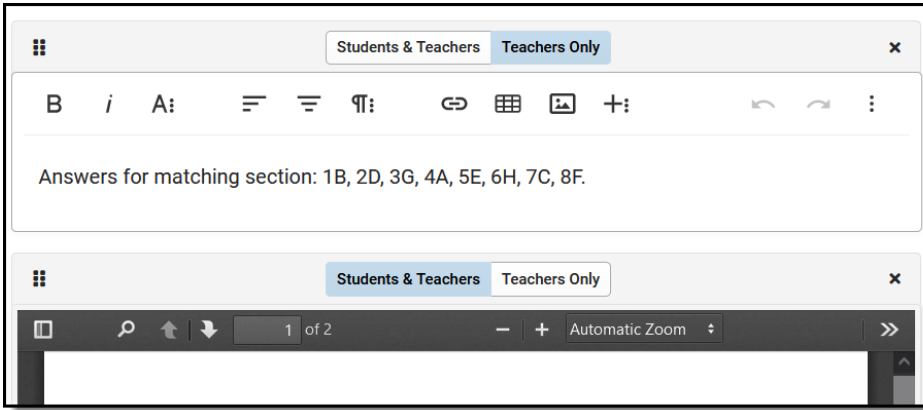 Students & Teachers Teachers Only
B i A
Answers for matching section: 1B, 2D, 3G, 4A, 5E, 6H, 7C, 8F.
Students & Teachers Teachers Only
1 of 2 Automatic Zoom